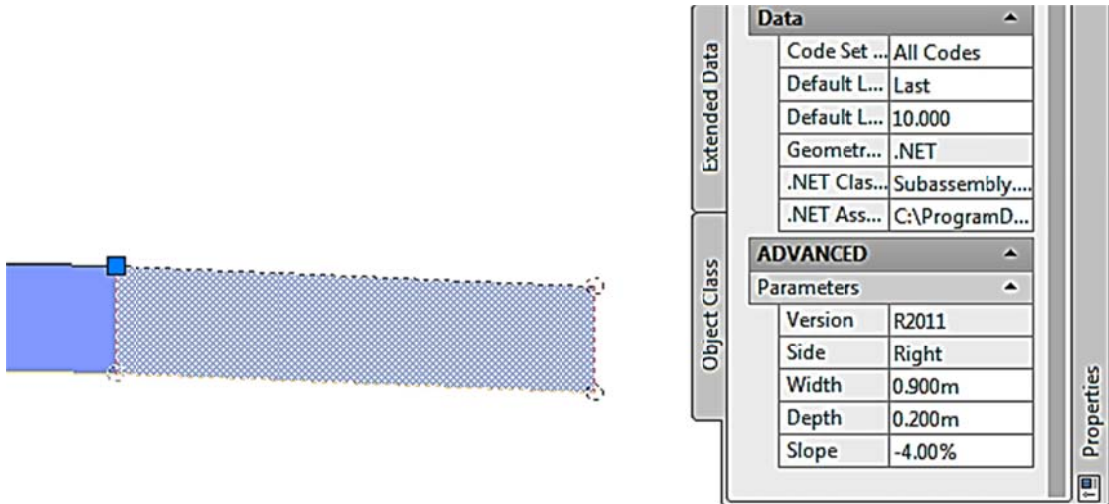 Extended Data
Object Class
Data
Code Set ... All Codes
Default L... Last
Default L... 10.000
Geometr... .NET
.NET Clas... Subassembly....
.NET Ass... C:\ProgramD...
ADVANCED
Parameters
Version R2011
Side Right
Width 0.900m
Depth 0.200m
Slope -4.00%
Properties